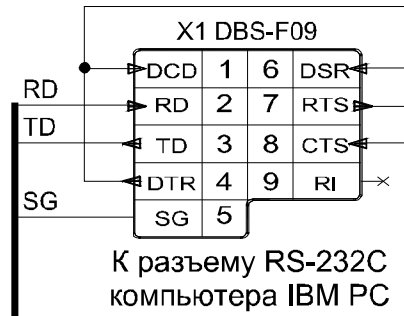 X1 DBS-F09
DCD 1 6 DSR
RD RD 2 7 RTS
TD TD 3 8 CTS
DTR 4 9 RI
SG SG 5
К разъему RS-232C
компьютера IBM PC